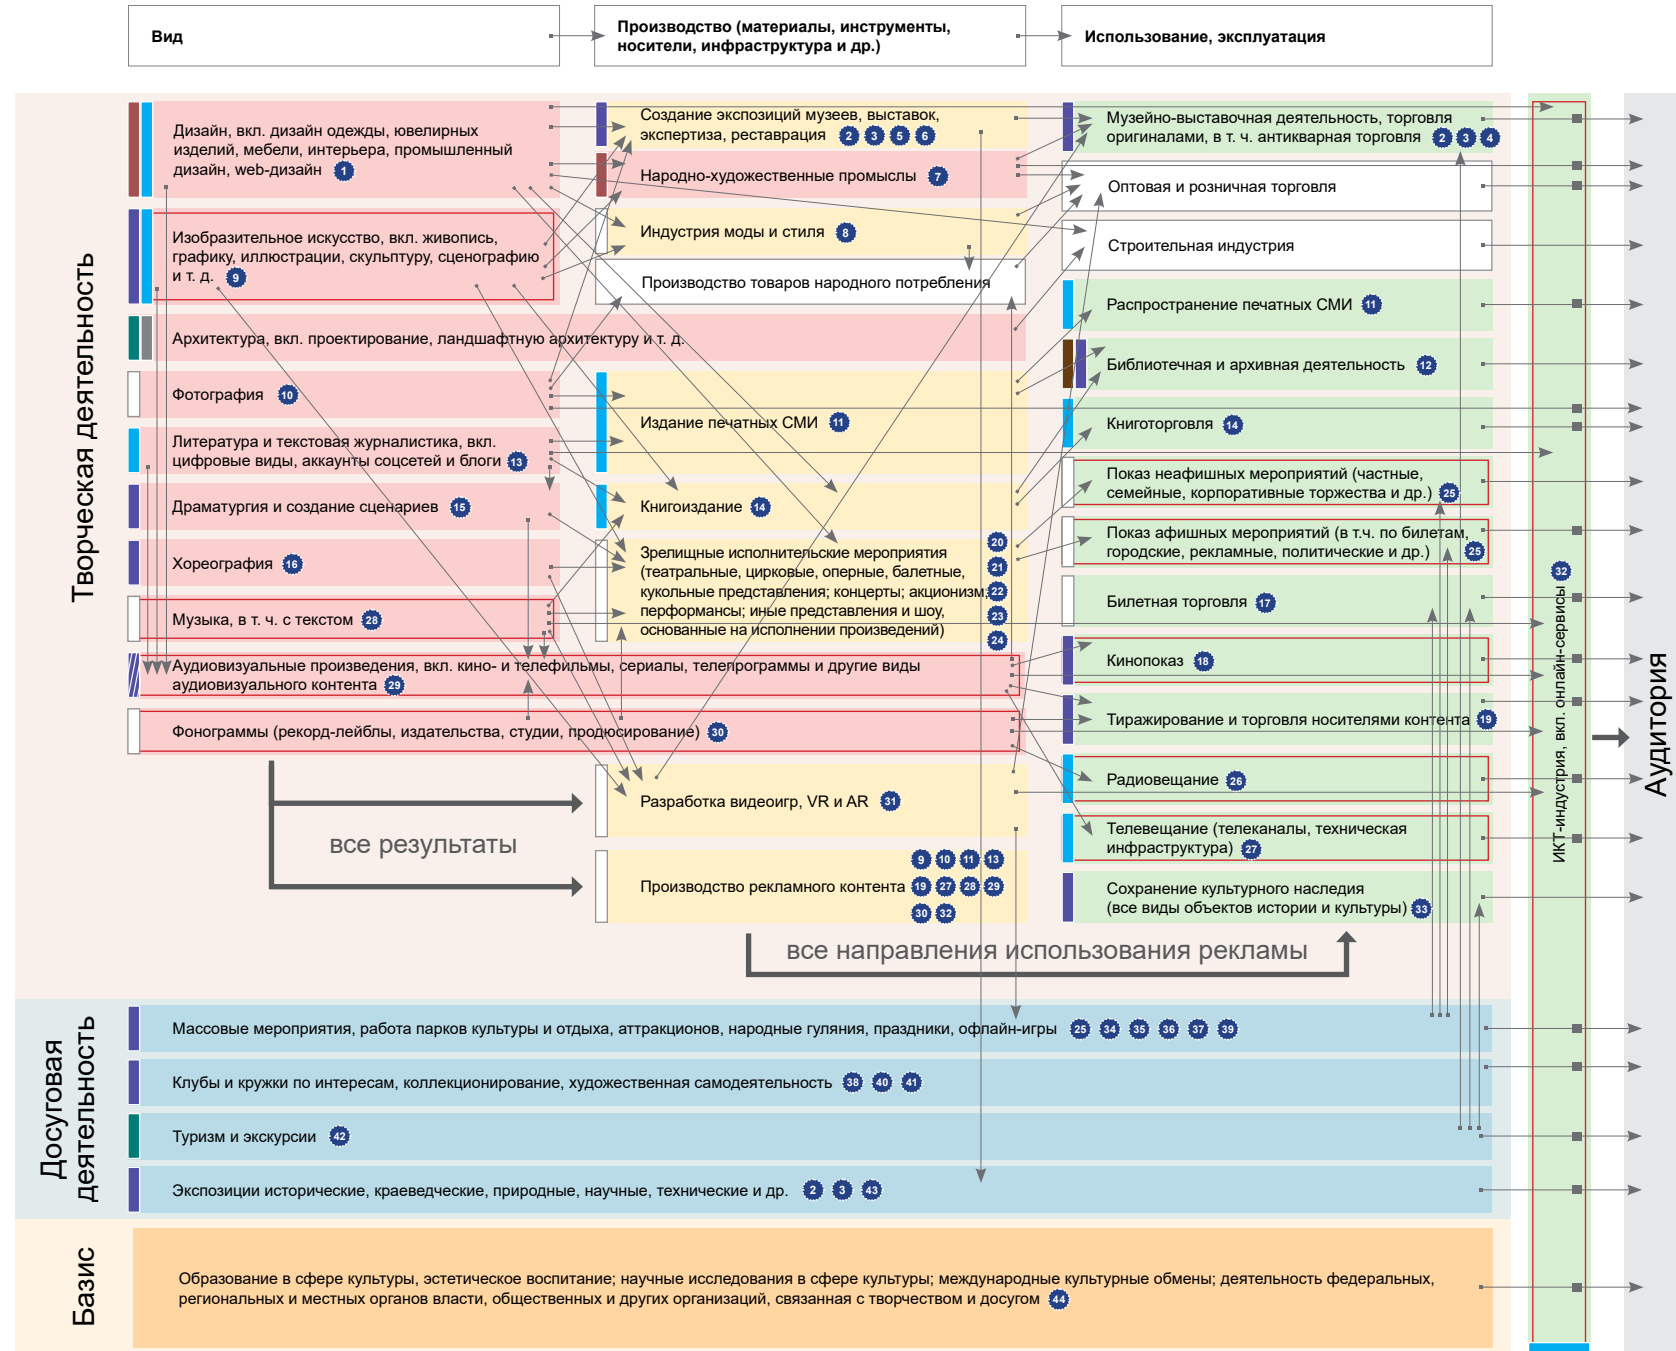 Вид
Производство (материалы, инструменты,
носители, инфраструктура и др.)
Использование, эксплуатация
Творческая деятельность
Дизайн, вкл. дизайн одежды, ювелирных
изделий, мебели, интерьера, промышленный
дизайн, web-дизайн 1
Изобразительное искусство, вкл. живопись,
графику, иллюстрации, скульптуру, сценографию
и т. д. 9
Архитектура, вкл. проектирование, ландшафтную архитектуру и т. д.
Фотография 10
Литература и текстовая журналистика, вкл.
цифровые виды, аккаунты соцсетей и блоги 13
Драматургия и создание сценариев 15
Хореография 16
Музыка, в т. ч. с текстом 28
Аудиовизуальные произведения, вкл. кино- и телефильмы, сериалы, телепрограммы и другие виды
аудиовизуального контента 29
Фонограммы (рекорд-лейблы, издательства, студии, продюсирование) 30
все результаты
Создание экспозиций музеев, выставок,
экспертиза, реставрация 2 3 5 6
Народно-художественные промыслы 7
Индустрия моды и стиля 8
Производство товаров народного потребления
Издание печатных СМИ 11
Книгоиздание 14
Зрелищные исполнительские мероприятия 20
(театральные, цирковые, оперные, балетные, 21
кукольные представления; концерты; акционизм, 22
перформансы; иные представления и шоу, 23
основанные на исполнении произведений) 24
Разработка видеоигр, VR и AR 31
9 10 11 13
Производство рекламного контента 19 27 28 29
30 32
все направления использования рекламы
Музейно-выставочная деятельность, торговля
оригиналами, в т. ч. антикварная торговля 2 3 4
Оптовая и розничная торговля
Строительная индустрия
Распространение печатных СМИ 11
Библиотечная и архивная деятельность 12
Книготорговля 14
Показ неафишных мероприятий (частные,
семейные, корпоративные торжества и др.) 25
Показ афишных мероприятий (в т.ч. по билетам,
городские, рекламные, политические и др.) 25
Билетная торговля 17
Кинопоказ 18
Тиражирование и торговля носителями контента 19
Радиовещание 26
Телевещание (телеканалы, техническая
инфраструктура) 27
Сохранение культурного наследия
(все виды объектов истории и культуры) 33
ИКТ-индустрия, вкл. онлайн-сервисы 32
Аудитория
Досуговая
деятельность
Массовые мероприятия, работа парков культуры и отдыха, аттракционов, народные гуляния, праздники, офлайн-игры 25 34 35 36 37 39
Клубы и кружки по интересам, коллекционирование, художественная самодеятельность 38 40 41
Туризм и экскурсии 42
Экспозиции исторические, краеведческие, природные, научные, технические и др. 2 3 43
Базис
Образование в сфере культуры, эстетическое воспитание; научные исследования в сфере культуры; международные культурные обмены; деятельность федеральных,
региональных и местных органов власти, общественных и других организаций, связанная с творчеством и досугом 44